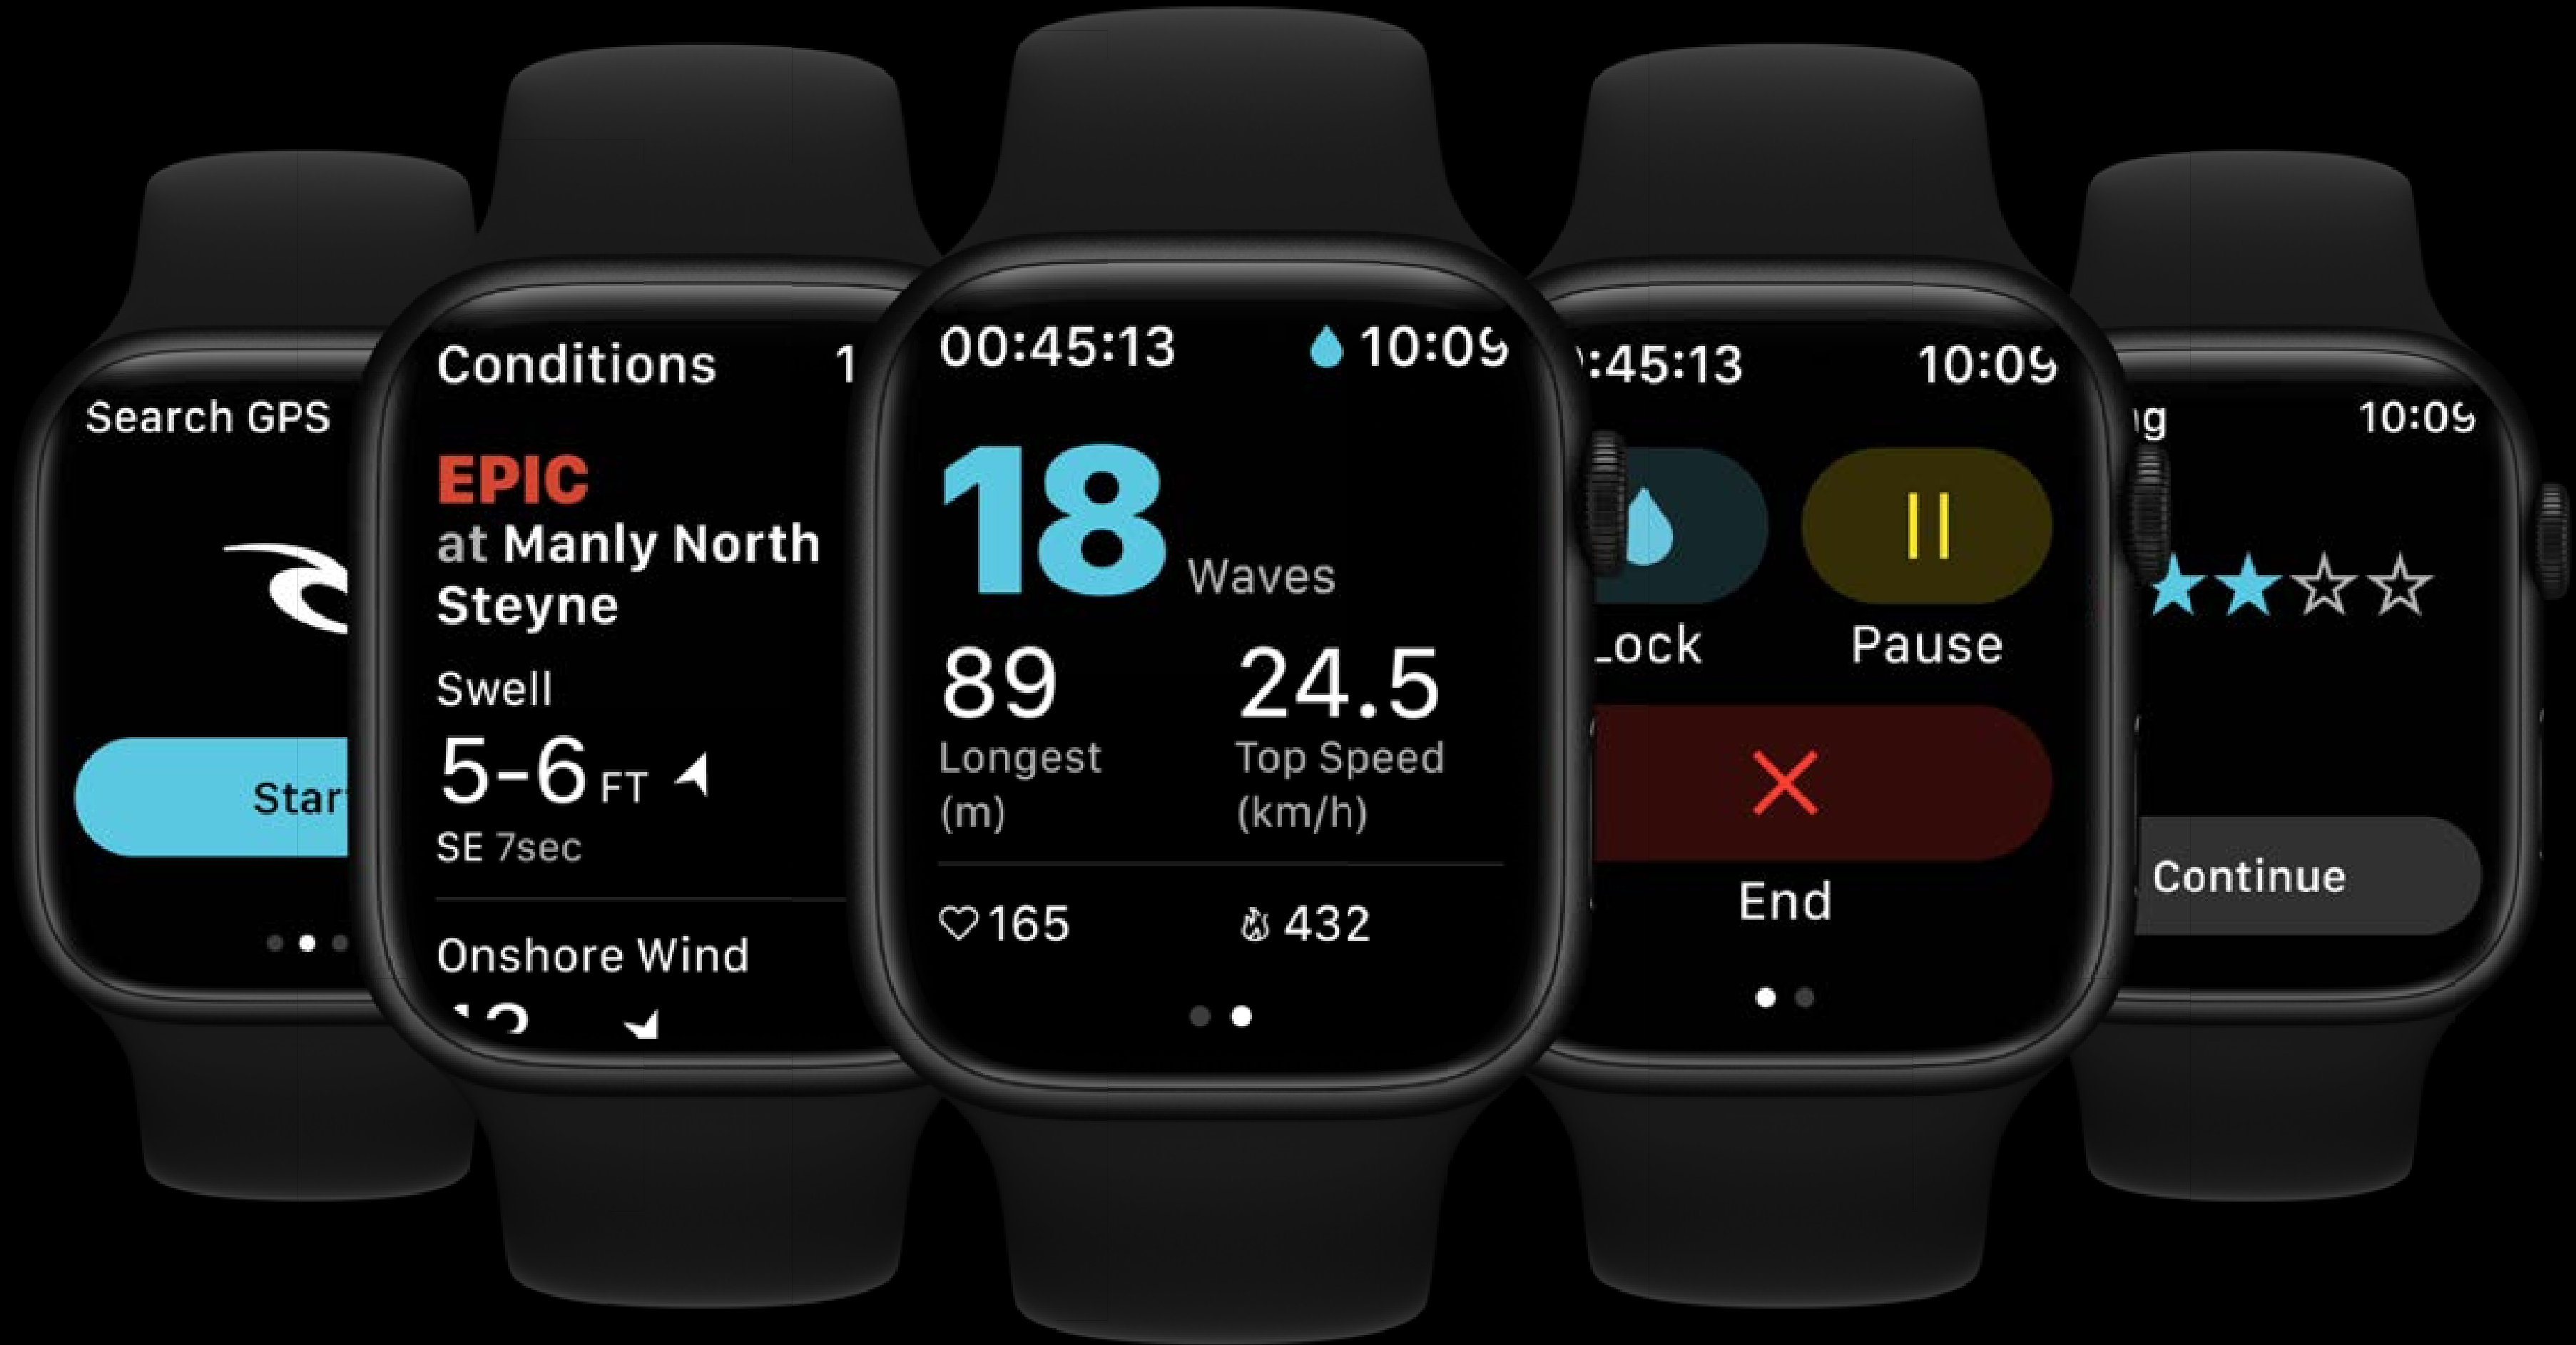 Search GPS
Start
Conditions
EPIC
at Manly North
Steyne
Swell
5-6 FT
SE 7sec
Onshore Wind
00:45:13 10:09
18 Waves
89 24.5
Longest Top Speed
(m) (km/h)
165 432
:45:13 10:09
Lock Pause
End
10:09
Continue